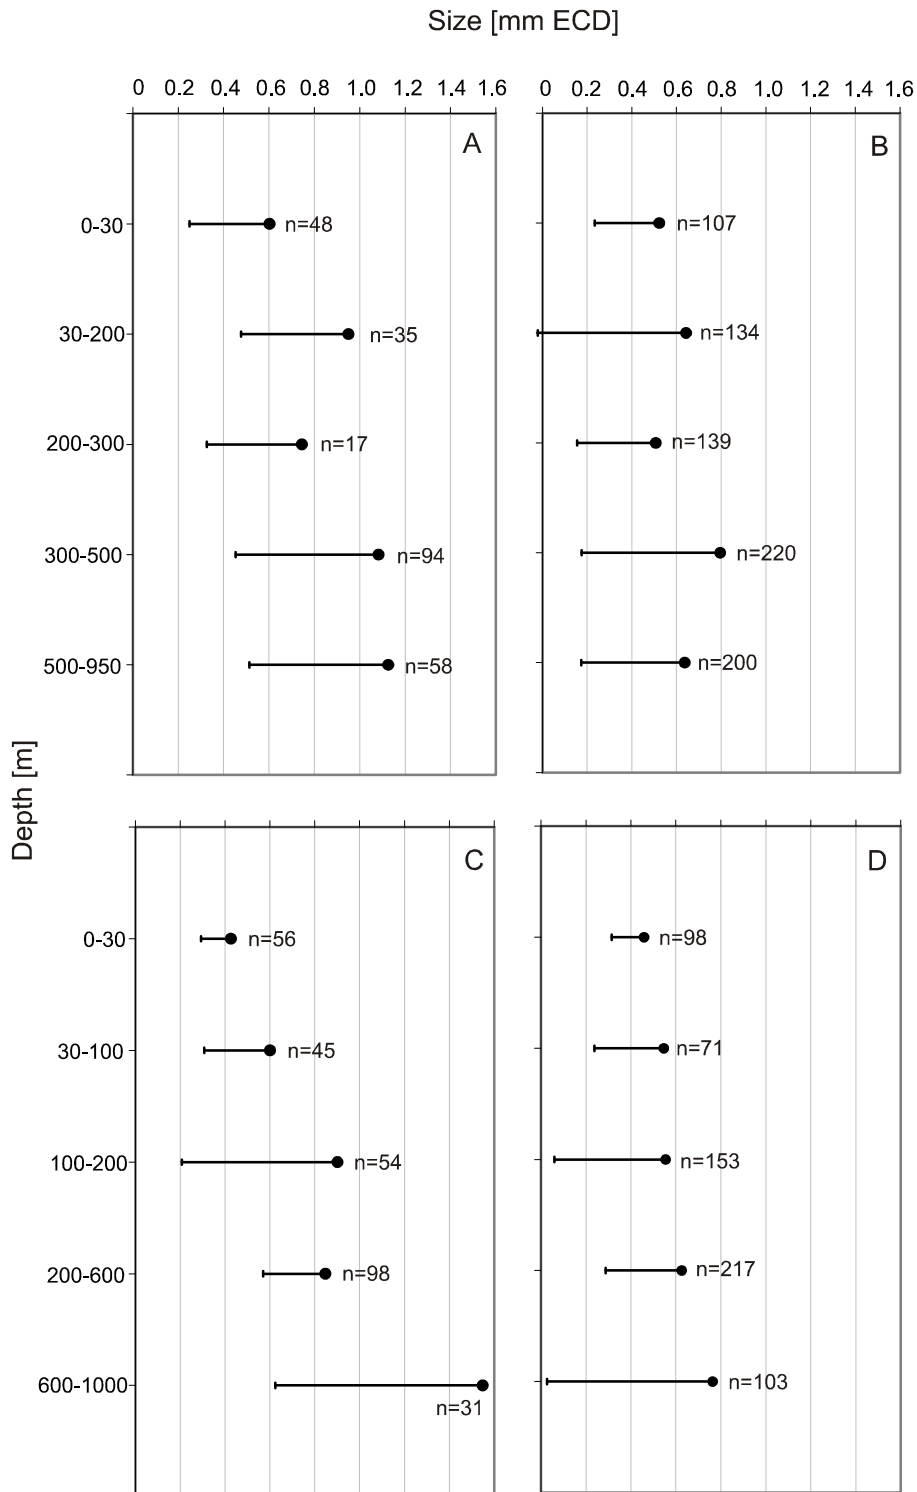 Size [mm ECD]
0 0.2 0.4 0.6 0.8 1.0 1.2 1.4 1.6
0 0.2 0.4 0.6 0.8 1.0 1.2 1.4 1.6
A
B
0-30 n=48 n=107
30-200 n=35 n=134
200-300 n=17 n=139
300-500 n=94 n=220
500-950 n=58 n=200
Depth [m]
C
D
0-30 n=56 n=98
30-100 n=45 n=71
100-200 n=54 n=153
200-600 n=98 n=217
600-1000 n=31 n=103